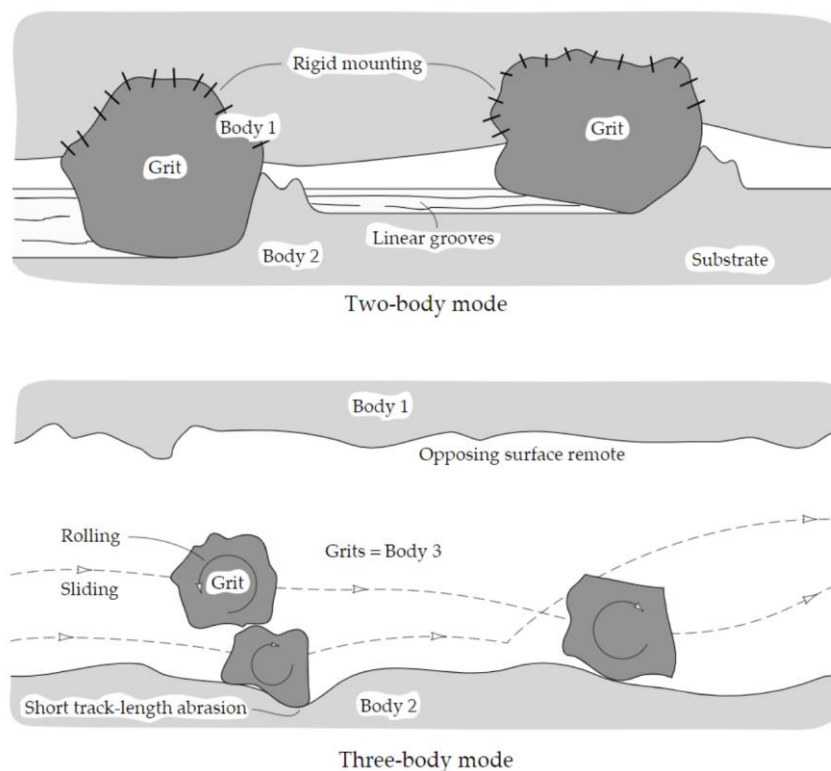 Rigid mounting
Body 1
Grit
Grit
Linear grooves
Body 2
Substrate
Two-body mode
Body 1
Opposing surface remote
Rolling
Grits = Body 3
Grit
Sliding
Short track-length abrasion
Body 2
Three-body mode